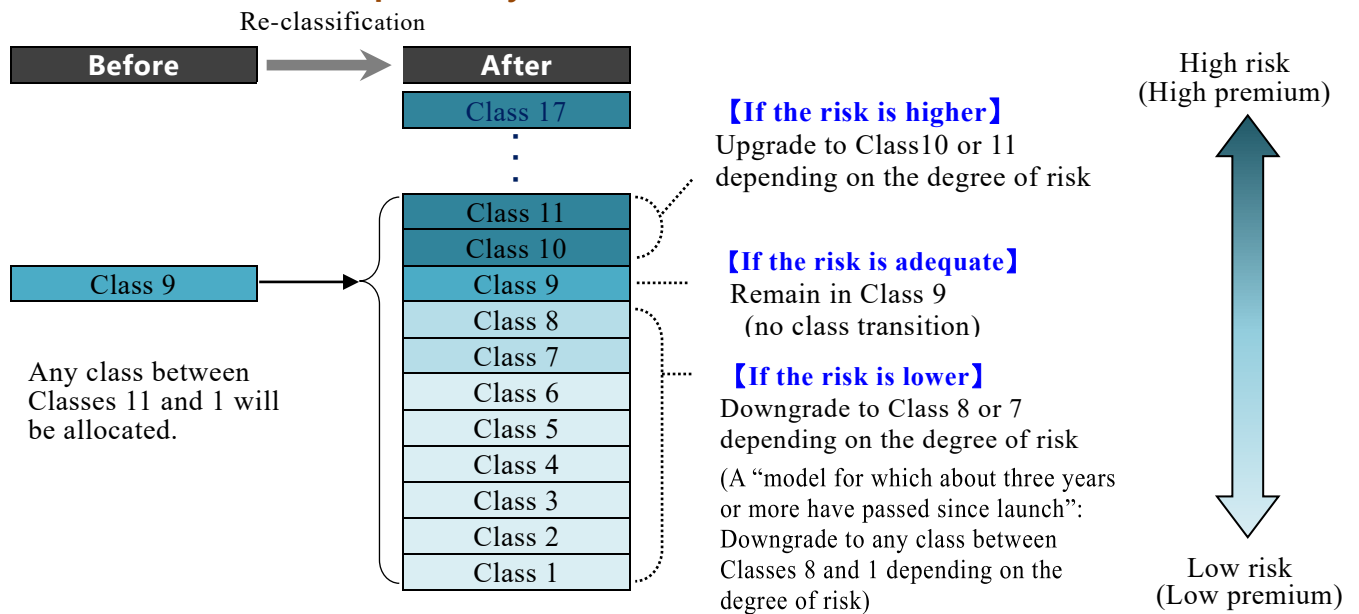 Re-classification
Before
After
Class 17
Class 11
Class 10
Class 9
Class 8
Class 7
Class 6
Class 5
Class 4
Class 3
Class 2
Class 1
Class 9
Any class between
Classes 11 and 1 will
be allocated.
【If the risk is higher】
Upgrade to Class10 or 11
depending on the degree of risk
【If the risk is adequate】
Remain in Class 9
(no class transition)
【If the risk is lower】
Downgrade to Class 8 or 7
depending on the degree of risk
(A “model for which about three years
or more have passed since launch”:
Downgrade to any class between
Classes 8 and 1 depending on the
degree of risk)
High risk
(High premium)
Low risk
(Low premium)